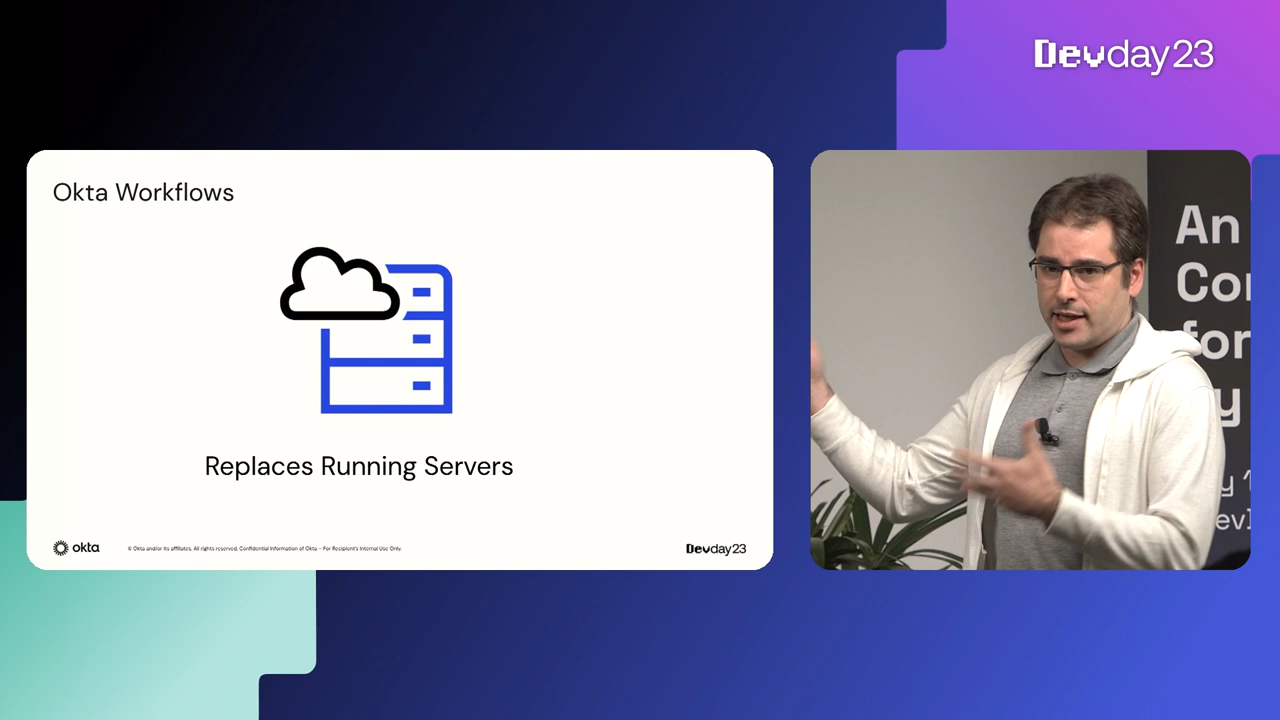 Devday23
Okta Workflows
Replaces Running Servers
okta
© Okta and/or its affiliates. All rights reserved. Confidential Information of Okta – For Recipient's Internal Use Only.
Devday23
An
for